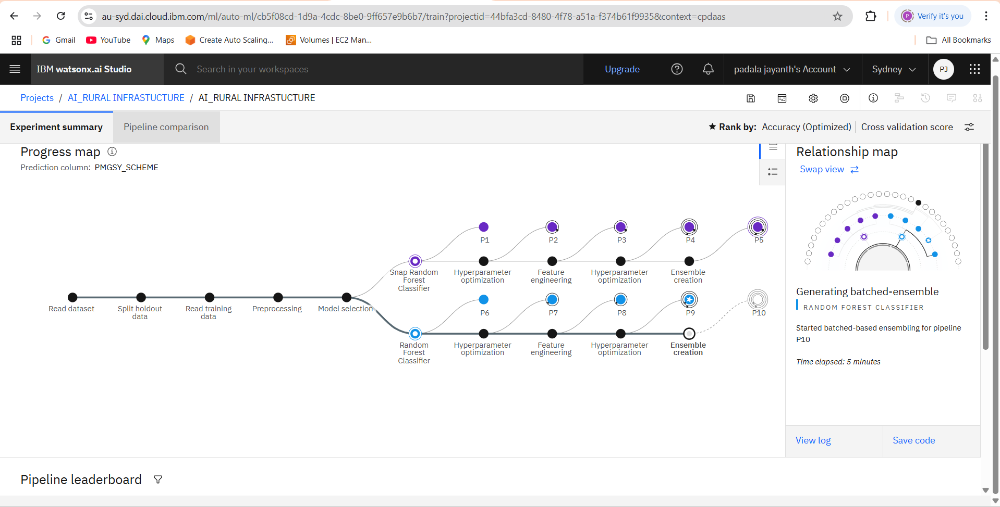 au-syd.dai.cloud.ibm.com/ml/auto-ml/cb5f08cd-1d9a-4cdc-8be0-9ff657e9b6b7/train?projectid=44bfa3cd-8480-4f78-a51a-f374b61f9935&context=cpdaas
P Verify it's you
Gmail YouTube Maps Create Auto Scaling... Volumes | EC2 Man... All Bookmarks
IBM watsonx.ai Studio Search in your workspaces Upgrade padala jayanth's Account Sydney PJ
Projects / AI_RURAL INFRASTUCTURE / AI_RURAL INFRASTUCTURE
Experiment summary Pipeline comparison ★ Rank by: Accuracy (Optimized) | Cross validation score
Progress map
Prediction column: PMGSY_SCHEME
P1 P2 P3 P4 P5
Snap Random
Forest
Classifier
Hyperparameter
optimization
Feature
engineering
Hyperparameter
optimization
Ensemble
creation
Read dataset
Split holdout
data
Read training
data
Preprocessing
Model selection
P6 P7 P8 P9 P10
Random
Forest
Classifier
Hyperparameter
optimization
Feature
engineering
Hyperparameter
optimization
Ensemble
creation
Relationship map
Swap view
Generating batched-ensemble
RANDOM FOREST CLASSIFIER
Started batched-based ensembling for pipeline
P10
Time elapsed: 5 minutes
View log Save code
Pipeline leaderboard